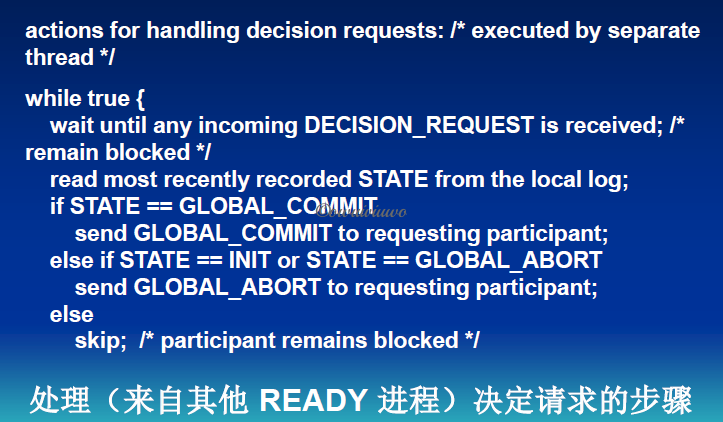 actions for handling decision requests: /* executed by separate
thread */
while true {
wait until any incoming DECISION_REQUEST is received; /*
remain blocked */
read most recently recorded STATE from the local log;
if STATE == GLOBAL_COMMIT
send GLOBAL_COMMIT to requesting participant;
else if STATE == INIT or STATE == GLOBAL_ABORT
send GLOBAL_ABORT to requesting participant;
else
skip; /* participant remains blocked */
处理（来自其他 READY 进程）决定请求的步骤